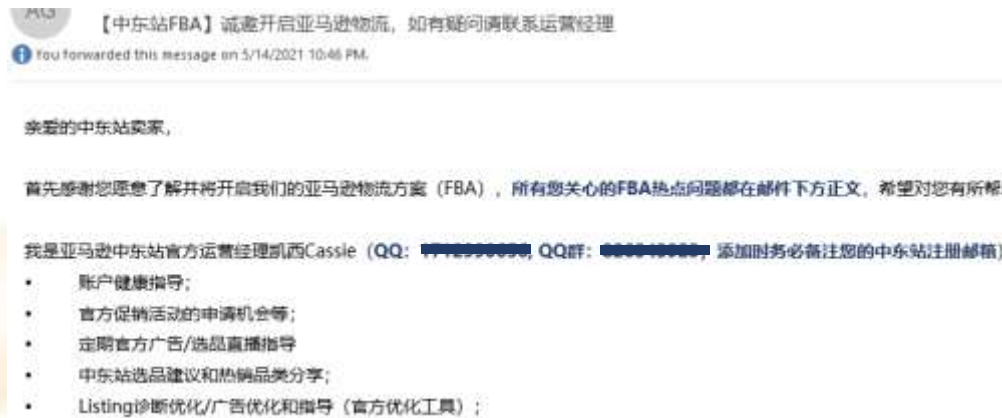 AG
【中东站FBA】诚邀开启亚马逊物流，如有疑问请联系运营经理
You forwarded this message on 5/14/2021 10:46 PM.
亲爱的中东站卖家，
首先感谢您愿意了解并将开启我们的亚马逊物流方案（FBA），所有您关心的FBA热点问题都在邮件下方正文，希望对您有所帮
我是亚马逊中东站官方运营经理凯西Cassie（QQ： QQ群： 添加时务必备注您的中东站注册邮箱）
• 账户健康指导；
• 官方促销活动的申请机会等；
• 定期官方广告/选品直播指导
• 中东站选品建议和热销品类分享；
• Listing诊断优化/广告优化和指导（官方优化工具）；